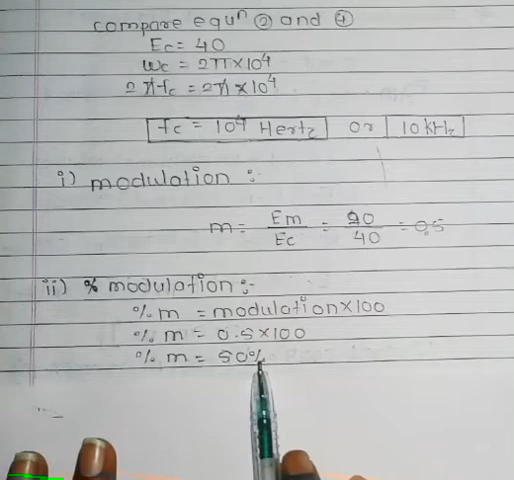 compare equⁿ ② and ④
Ec = 40
wc = 2π×10⁴
2πfc = 2π×10⁴
fc = 10⁴ Hertz or 10 kHz
i) modulation :-
m = Em/Ec = 20/40 = 0.5
ii) % modulation :-
% m = modulation×100
% m = 0.5×100
% m = 50%